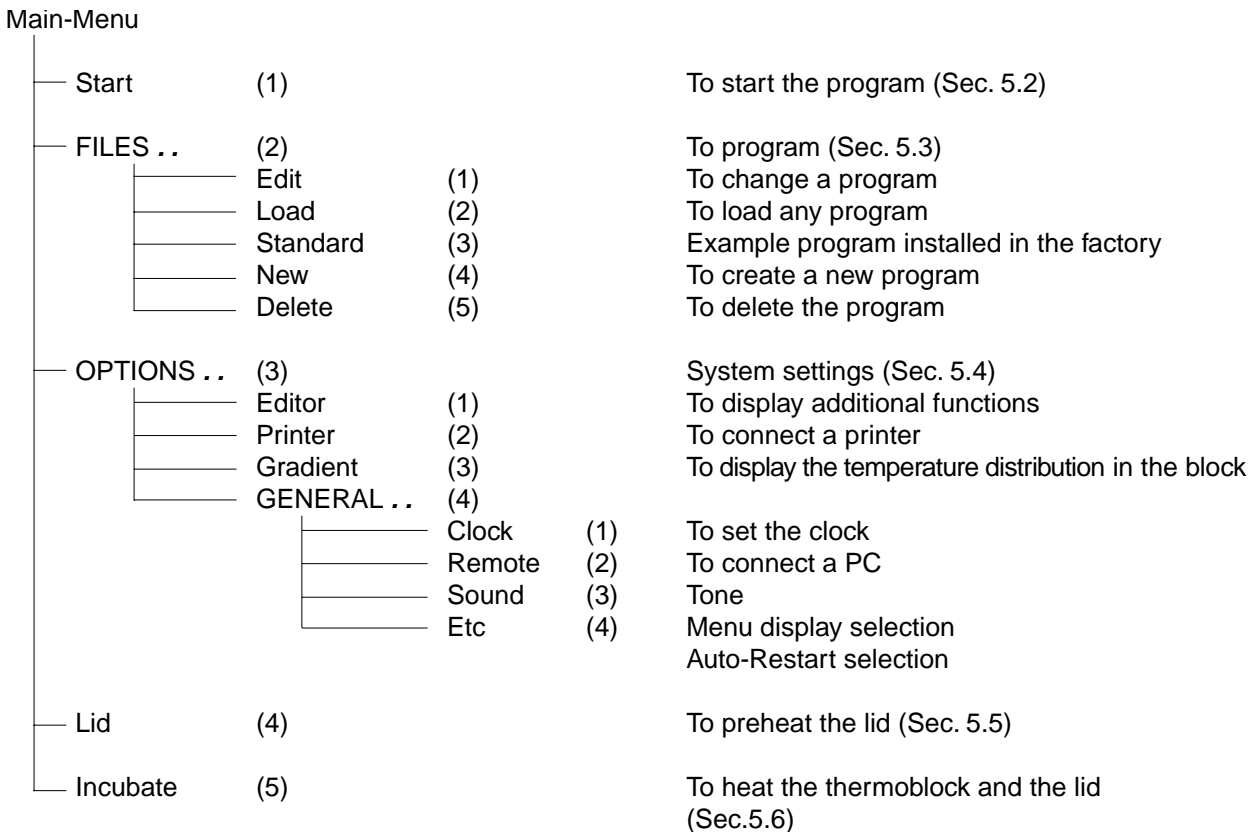 Main-Menu
Start (1) To start the program (Sec. 5.2)
FILES . . (2) To program (Sec. 5.3)
Edit (1) To change a program
Load (2) To load any program
Standard (3) Example program installed in the factory
New (4) To create a new program
Delete (5) To delete the program
OPTIONS . . (3) System settings (Sec. 5.4)
Editor (1) To display additional functions
Printer (2) To connect a printer
Gradient (3) To display the temperature distribution in the block
GENERAL . . (4)
Clock (1) To set the clock
Remote (2) To connect a PC
Sound (3) Tone
Etc (4) Menu display selection
Auto-Restart selection
Lid (4) To preheat the lid (Sec. 5.5)
Incubate (5) To heat the thermoblock and the lid
(Sec.5.6)